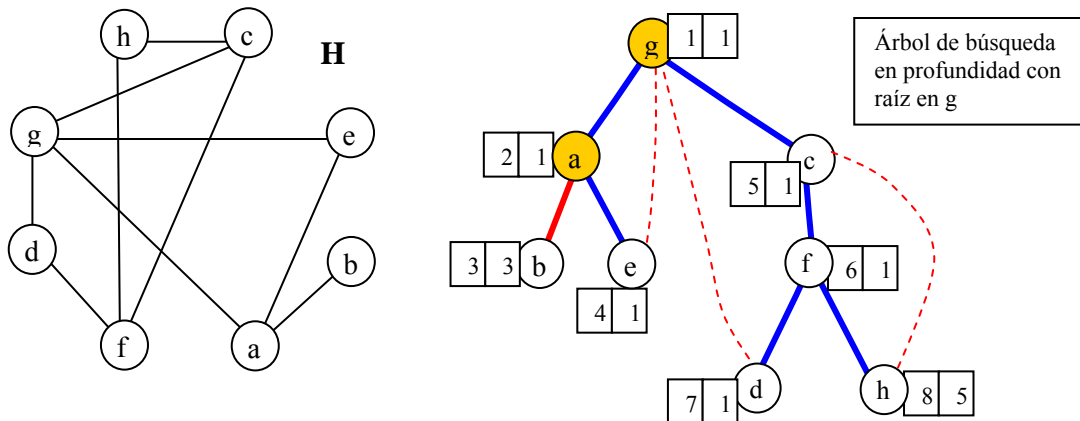 h c H
g e
d b
f a
g 1 1
2 1 a c
5 1
3 3 b e f 6 1
4 1
d h 8 5
7 1
Árbol de búsqueda
en profundidad con
raíz en g